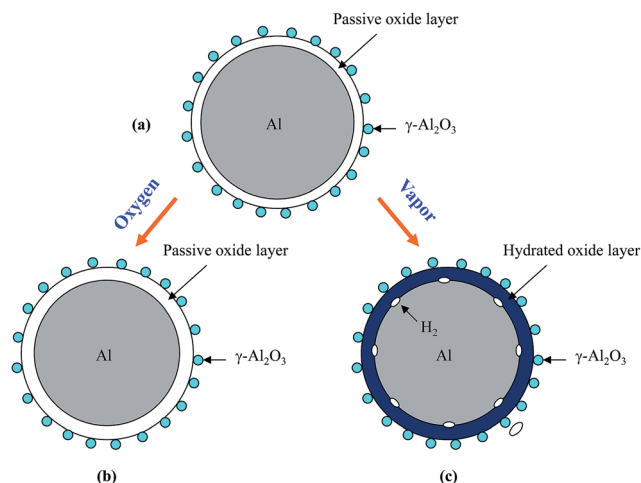 Passive oxide layer
(a)
Al
γ-Al₂O₃
Oxygen
Vapor
Passive oxide layer
Hydrated oxide layer
H₂
Al
γ-Al₂O₃
Al
γ-Al₂O₃
(b)
(c)